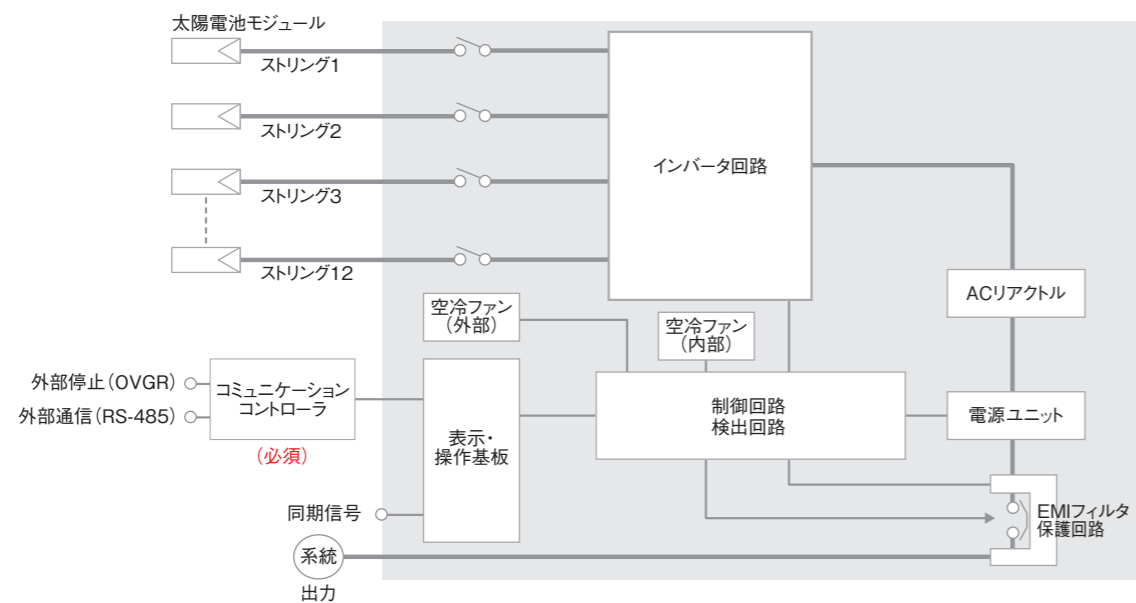 太陽電池モジュール
ストリング1
ストリング2
インバータ回路
ストリング3
ストリング12
ACリアクトル
空冷ファン
（外部）
空冷ファン
（内部）
外部停止（OVGR）
外部通信（RS-485）
コミュニケーション
コントローラ
（必須）
表示・
操作基板
制御回路
検出回路
電源ユニット
同期信号
EMIフィルタ
保護回路
系統
出力